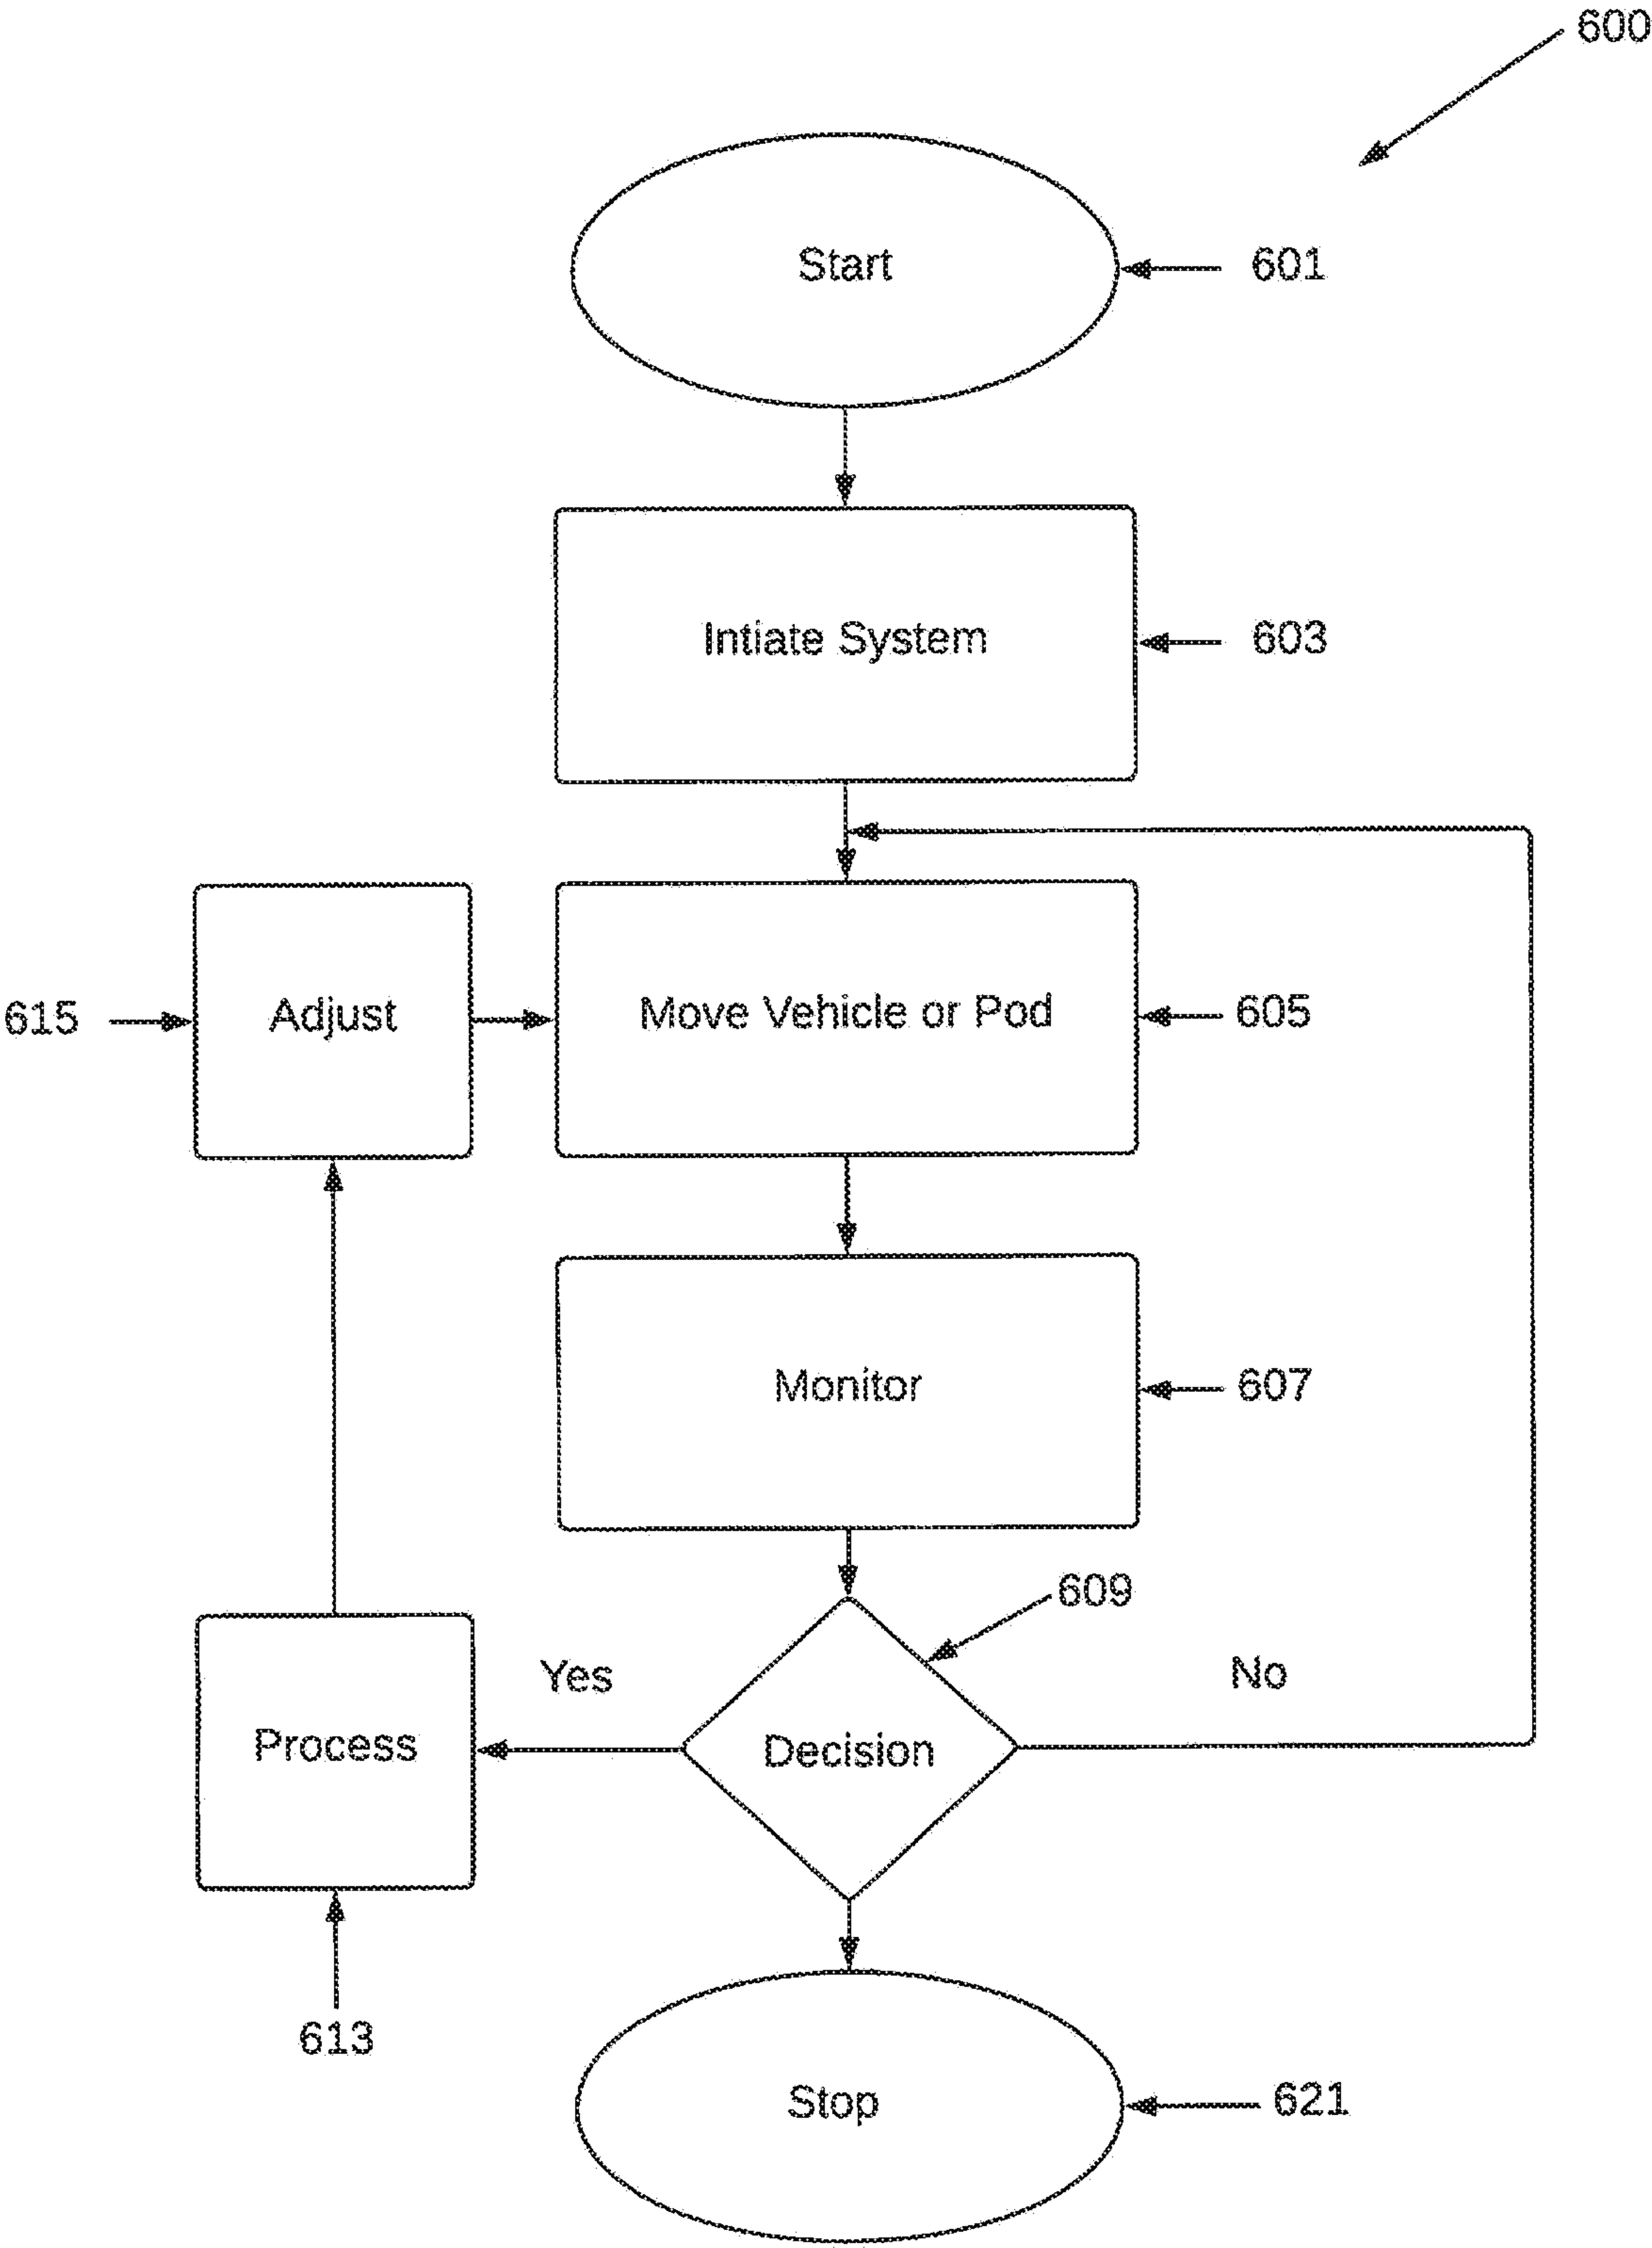 600
Start
601
Intiate System
603
615
Adjust
Move Vehicle or Pod
605
Monitor
607
609
Yes
No
Process
Decision
613
Stop
621